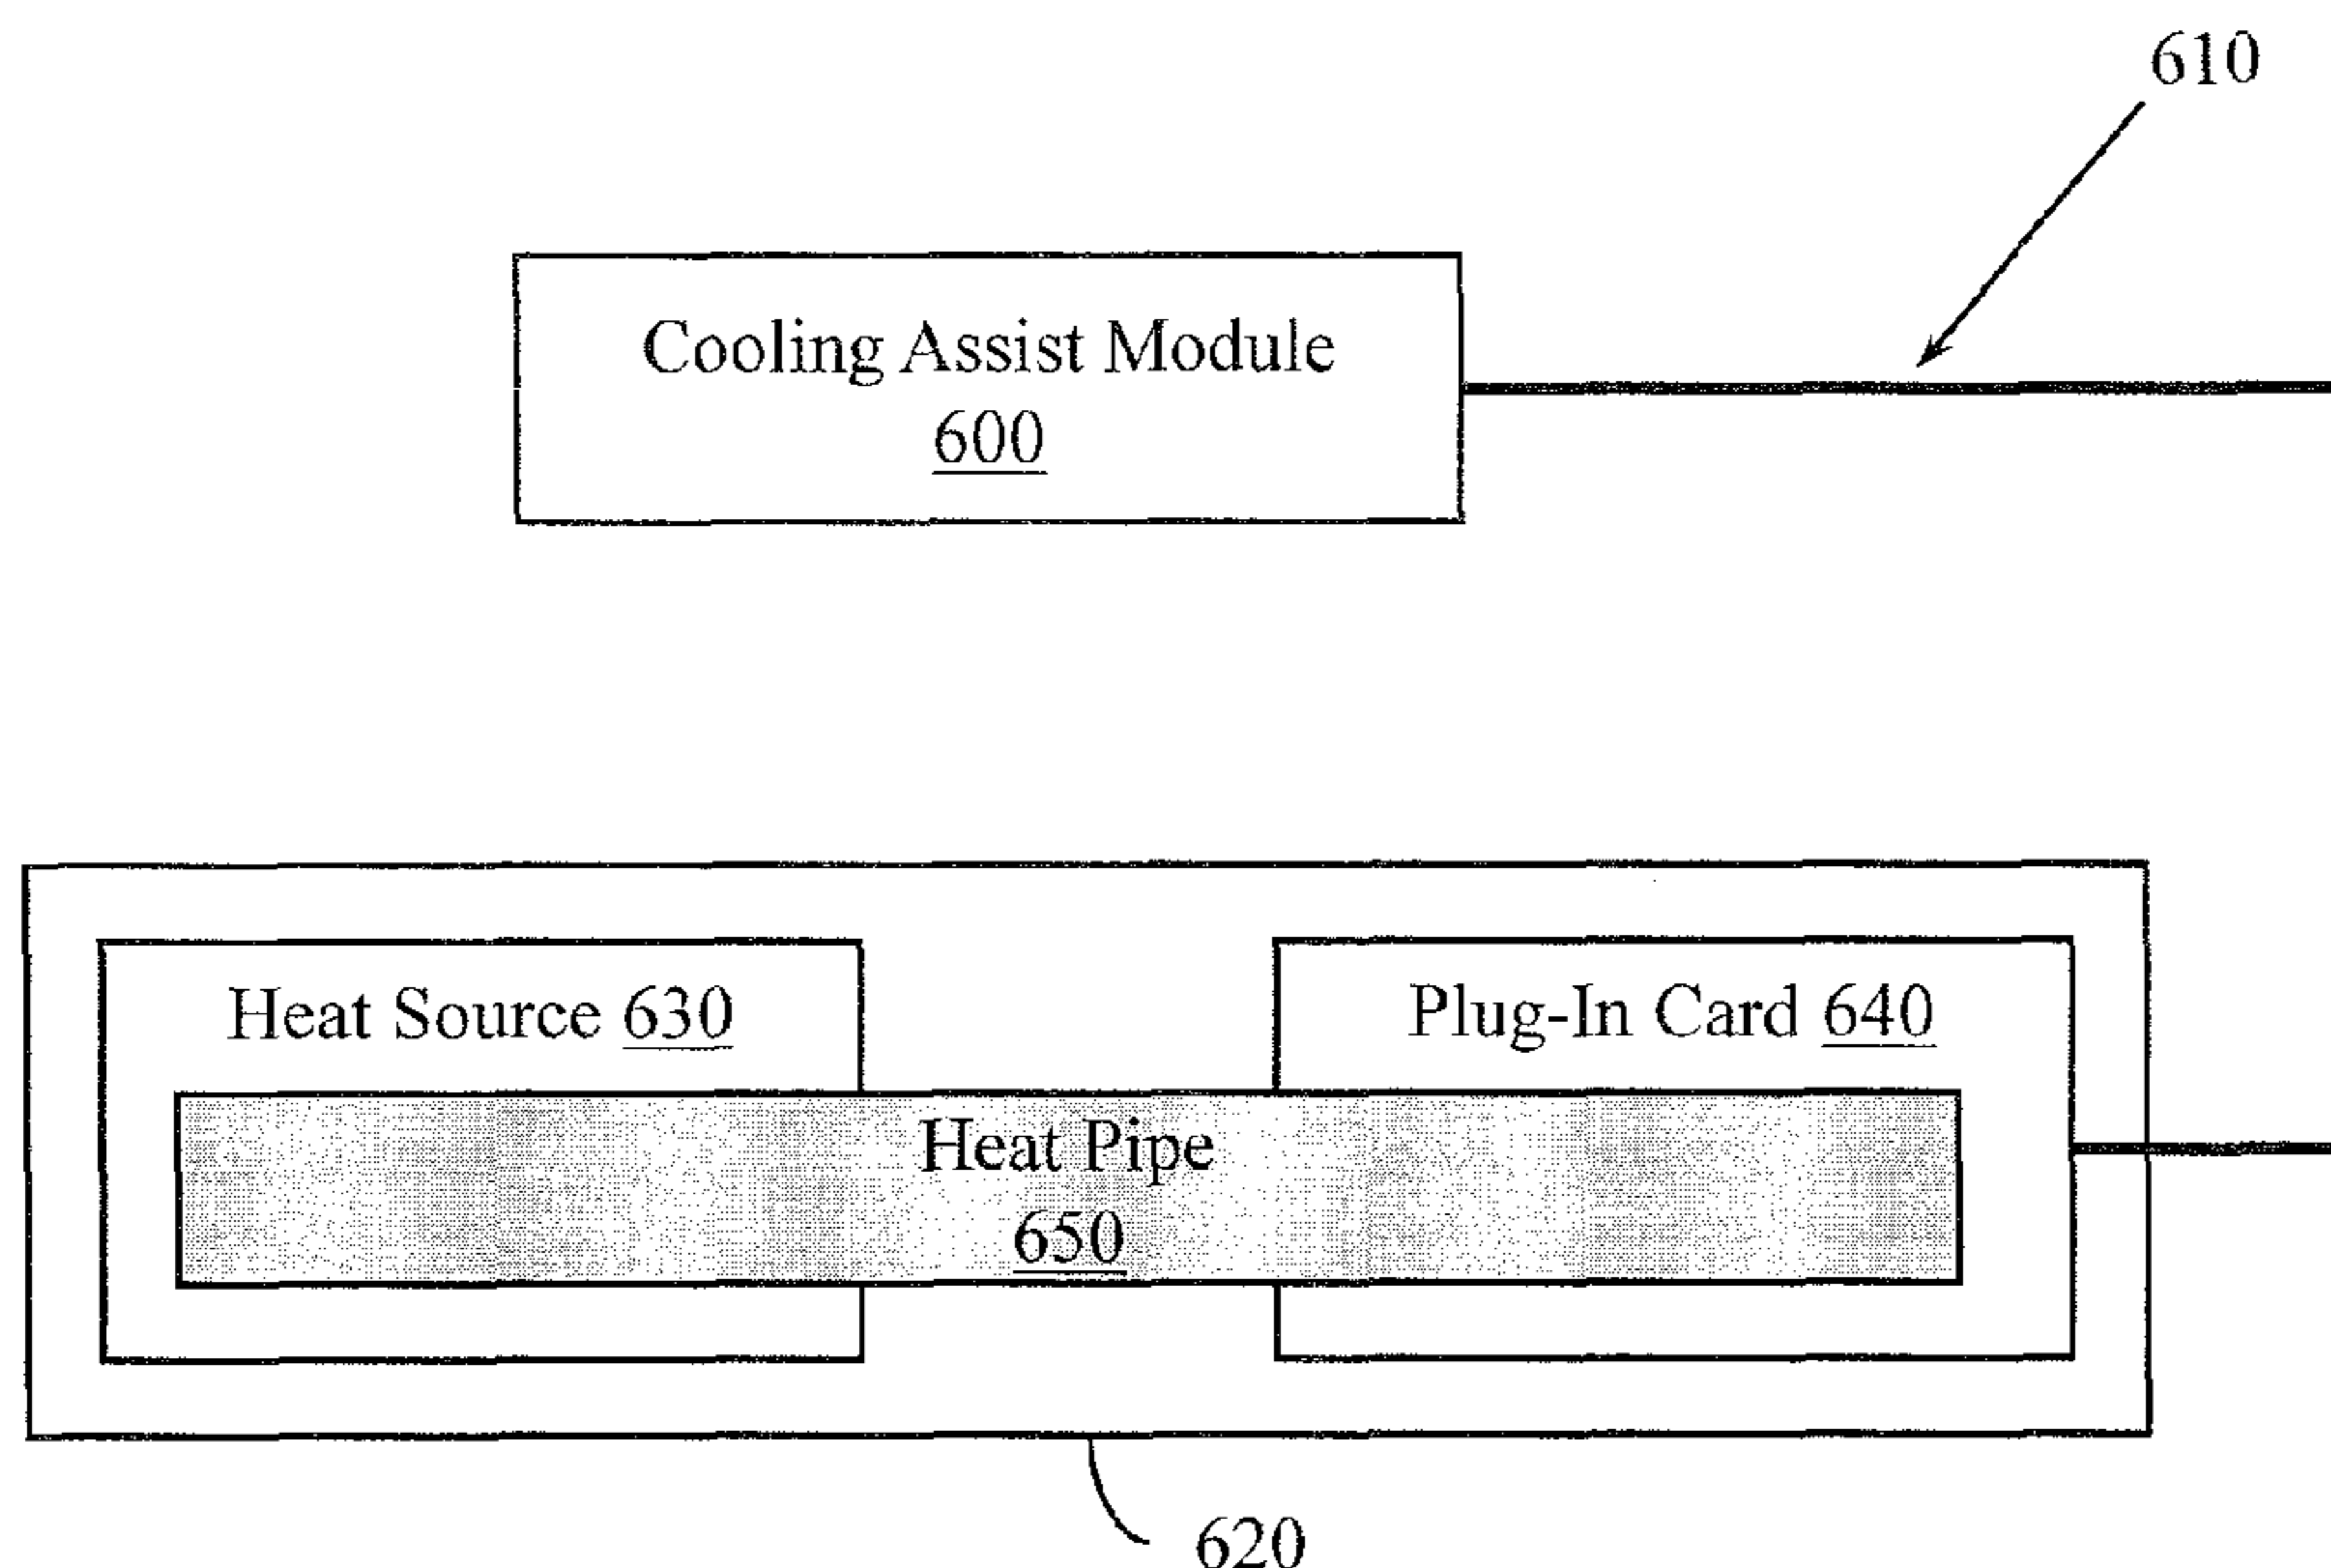 610
Cooling Assist Module
600
Heat Source 630
Plug-In Card 640
Heat Pipe
650
620